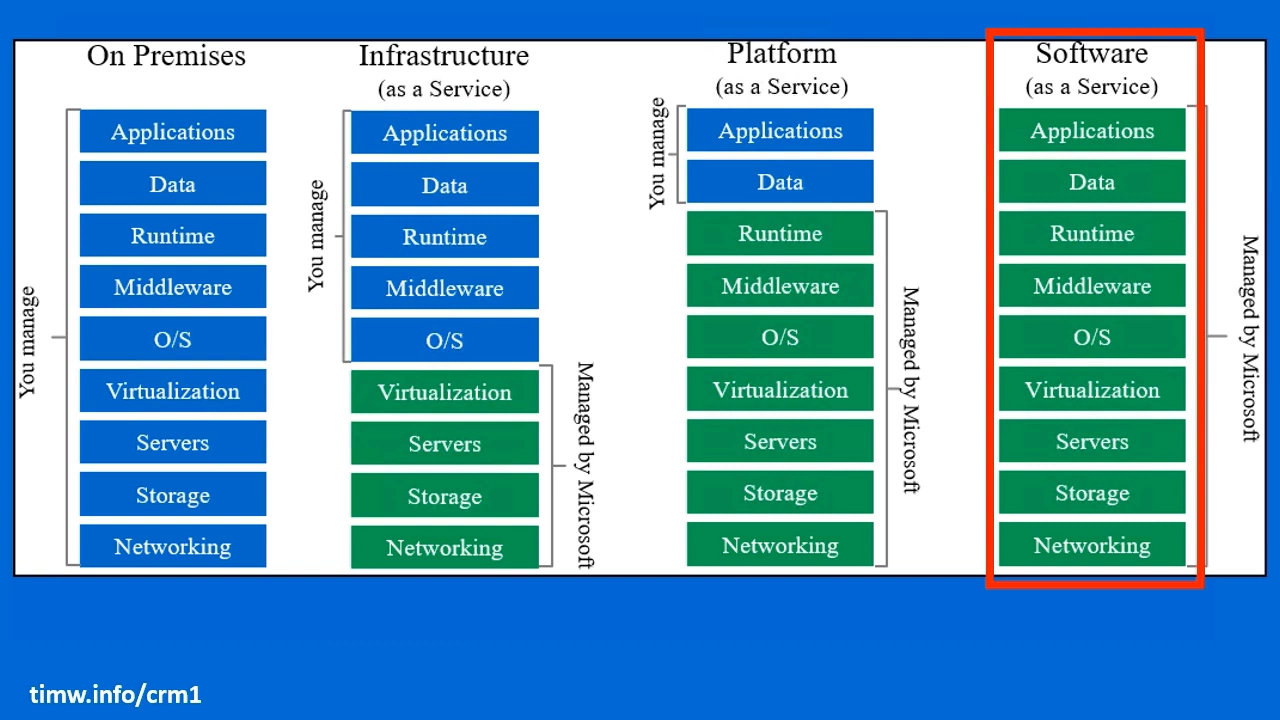 On Premises
You manage
Applications
Data
Runtime
Middleware
O/S
Virtualization
Servers
Storage
Networking
Infrastructure
(as a Service)
You manage
Applications
Data
Runtime
Middleware
O/S
Virtualization
Servers
Storage
Networking
Managed by Microsoft
Platform
(as a Service)
You manage
Applications
Data
Runtime
Middleware
O/S
Virtualization
Servers
Storage
Networking
Managed by Microsoft
Software
(as a Service)
Applications
Data
Runtime
Middleware
O/S
Virtualization
Servers
Storage
Networking
Managed by Microsoft
timw.info/crm1